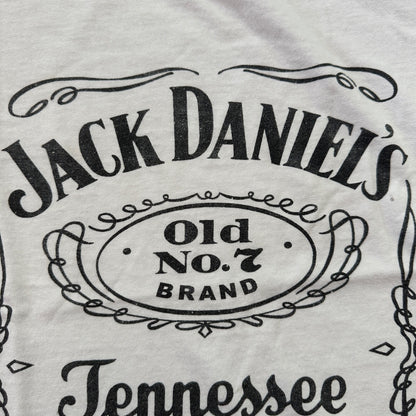 JACK DANIEL'S
Old
No. 7
BRAND
Tennessee